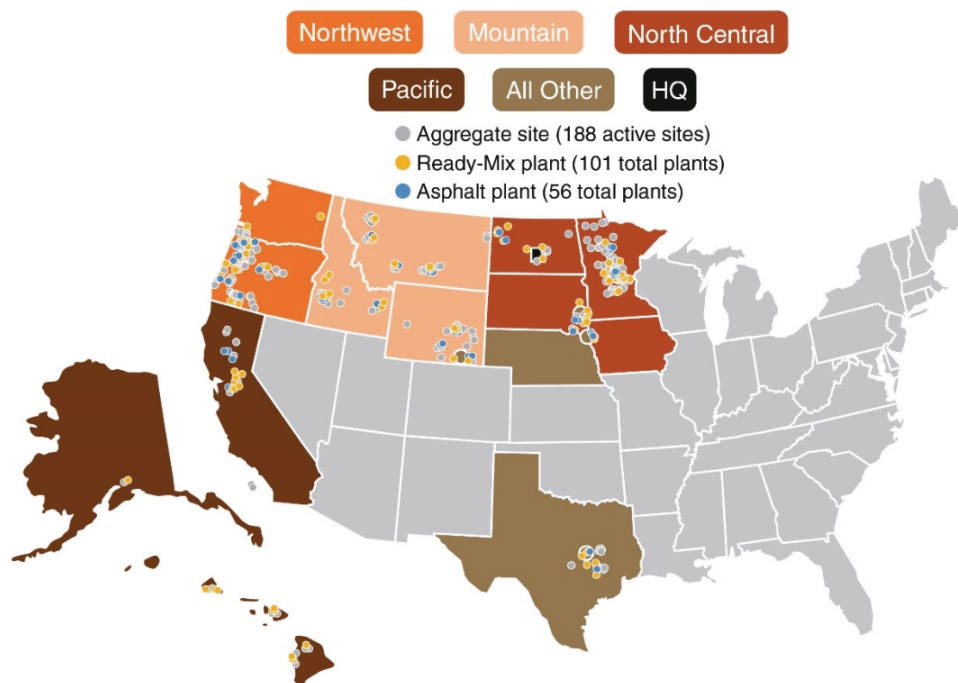 Northwest Mountain North Central
Pacific All Other HQ
Aggregate site (188 active sites)
Ready-Mix plant (101 total plants)
Asphalt plant (56 total plants)